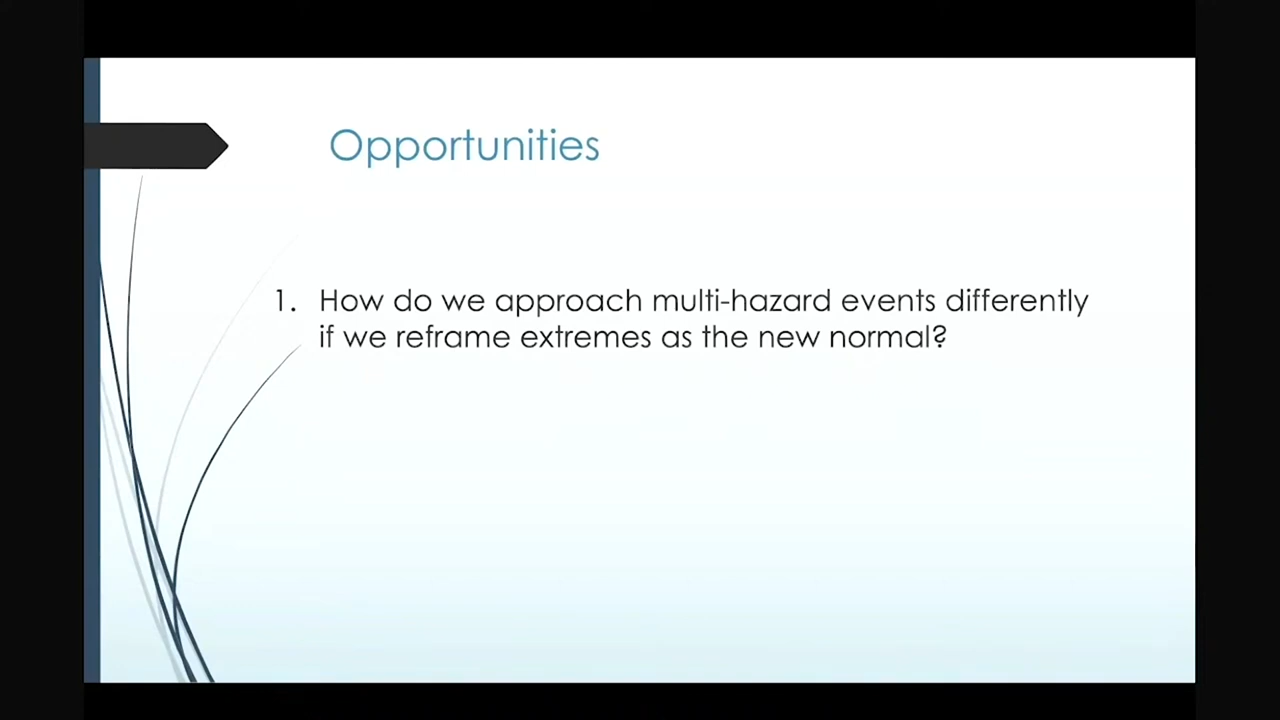 Opportunities
1. How do we approach multi-hazard events differently
if we reframe extremes as the new normal?